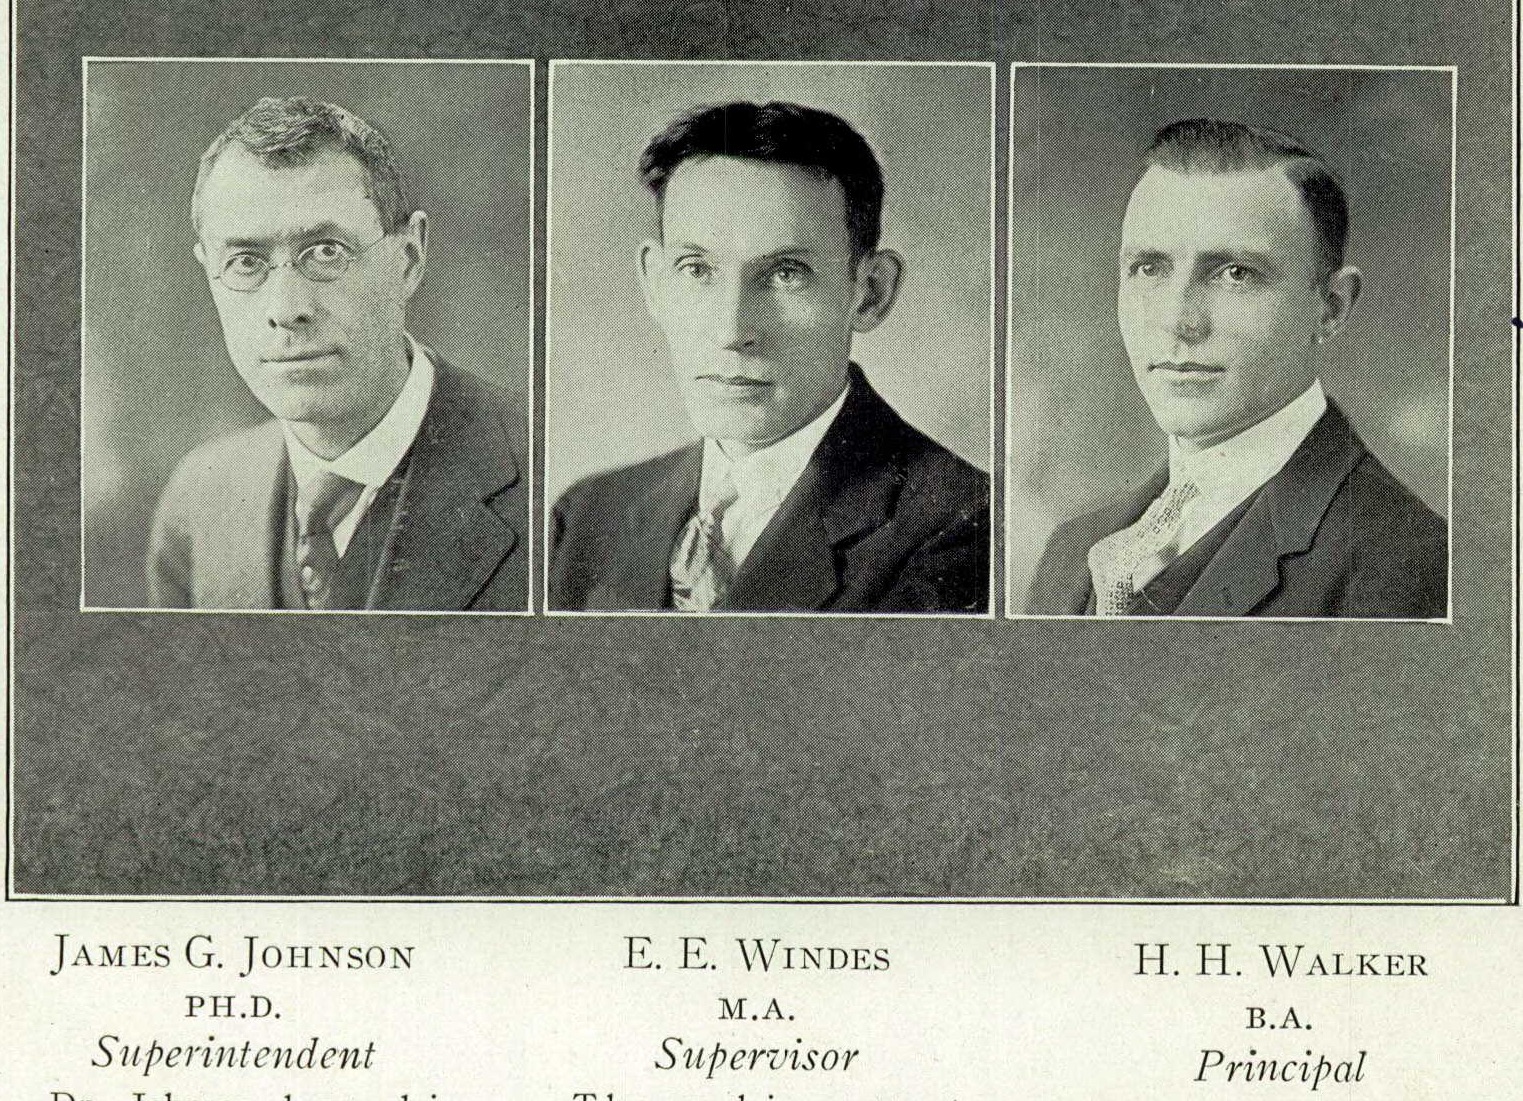 JAMES G. JOHNSON
PH.D.
Superintendent
E. E. WINDES
M.A.
Supervisor
H. H. WALKER
B.A.
Principal